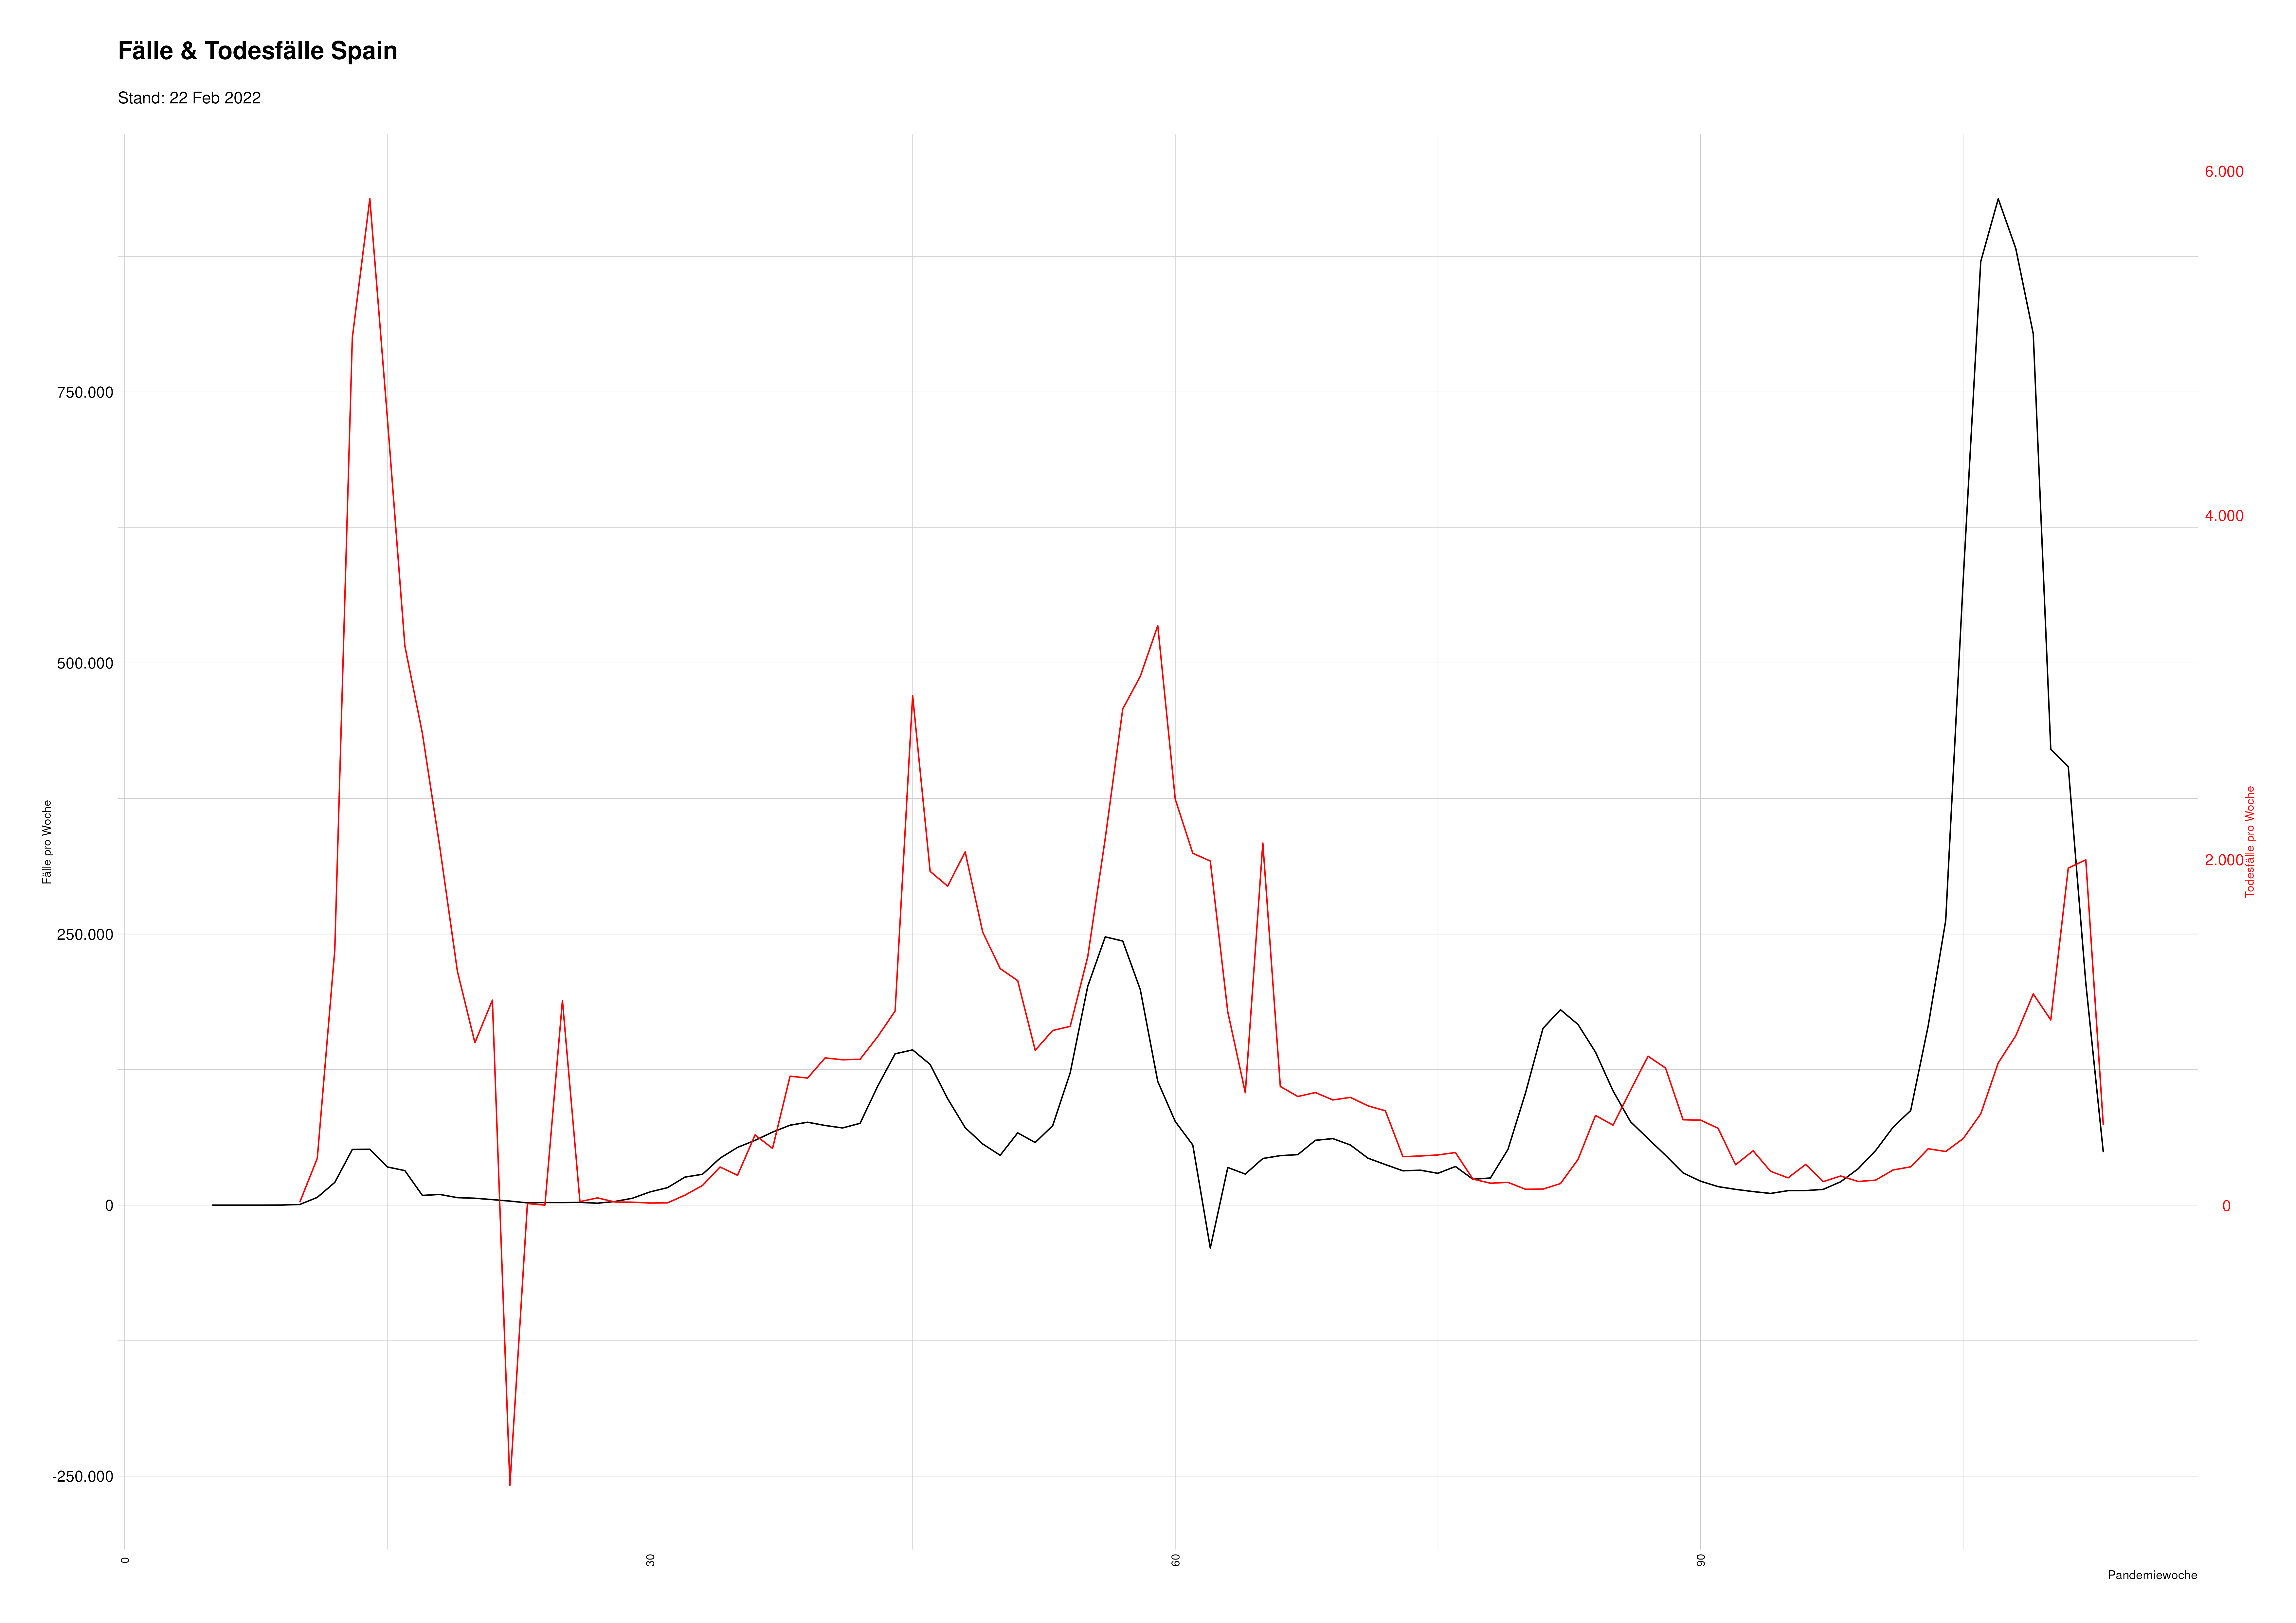 Fälle & Todesfälle Spain
Stand: 22 Feb 2022
6.000
750.000
4.000
500.000
Fälle pro Woche
2.000
Todesfälle pro Woche
250.000
0
0
-250.000
0
30
60
90
Pandemiewoche